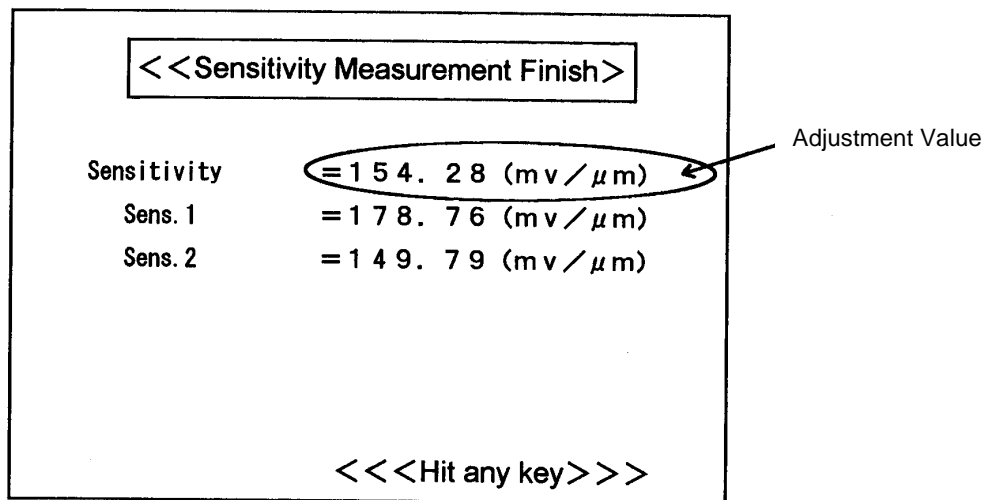 <<Sensitivity Measurement Finish>
Adjustment Value
Sensitivity =154.28 (mv/μm)
Sens.1 =178.76 (mv/μm)
Sens.2 =149.79 (mv/μm)
<<<Hit any key>>>